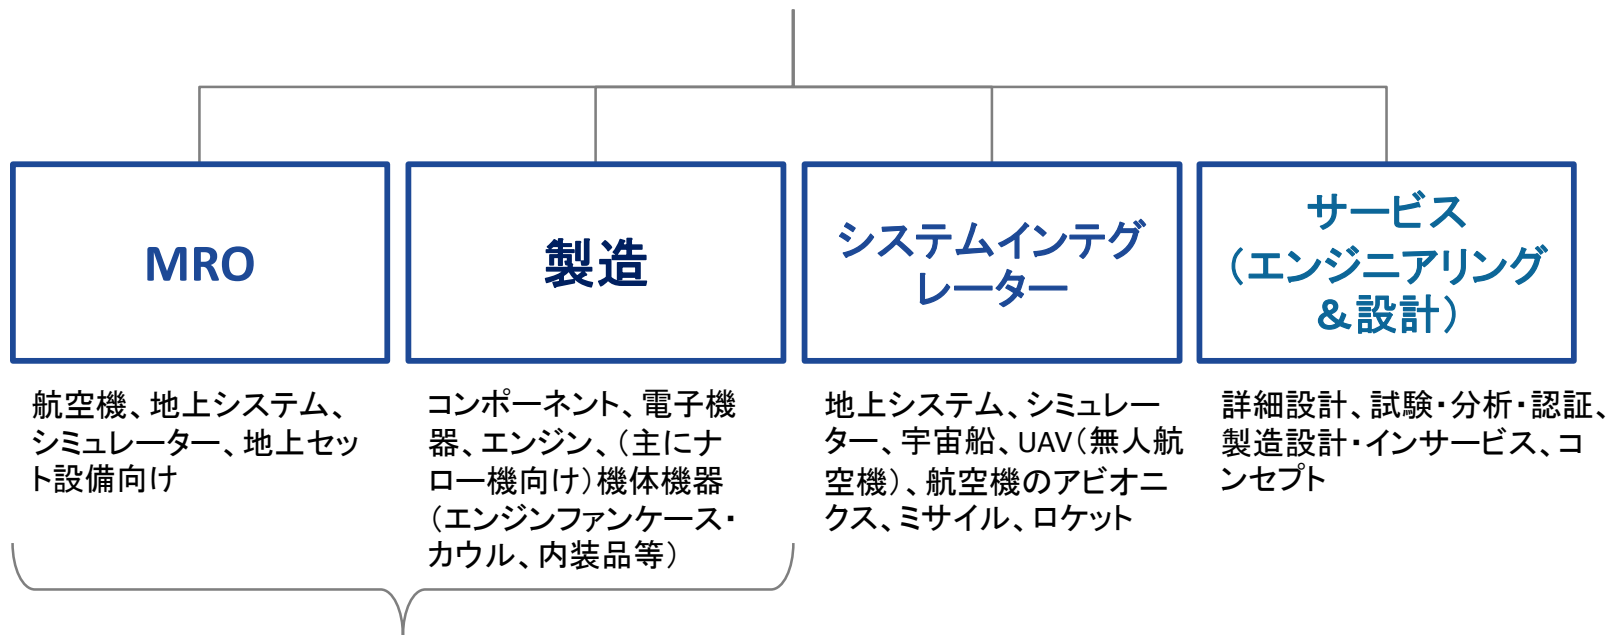 MRO
製造
システムインテグ
レーター
サービス
（エンジニアリング
＆設計）
航空機、地上システム、
シミュレーター、地上セッ
ト設備向け
コンポーネント、電子機
器、エンジン、（主にナ
ロー機向け）機体機器
（エンジンファンケース・
カウル、内装品等）
地上システム、シミュレー
ター、宇宙船、UAV（無人航
空機）、航空機のアビオニ
クス、ミサイル、ロケット
詳細設計、試験・分析・認証、
製造設計・インサービス、コ
ンセプト